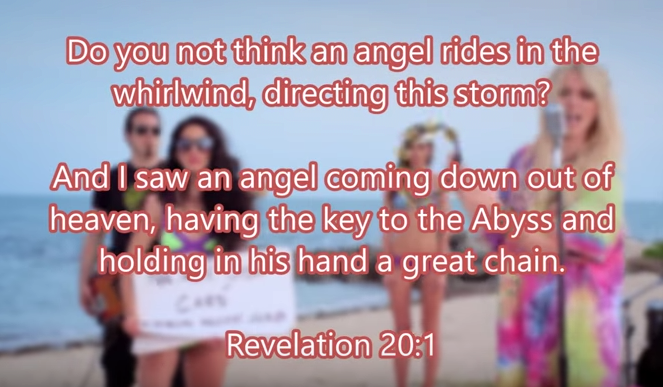 Do you not think an angel rides in the
whirlwind, directing this storm?
And I saw an angel coming down out of
heaven, having the key to the Abyss and
holding in his hand a great chain.
Revelation 20:1